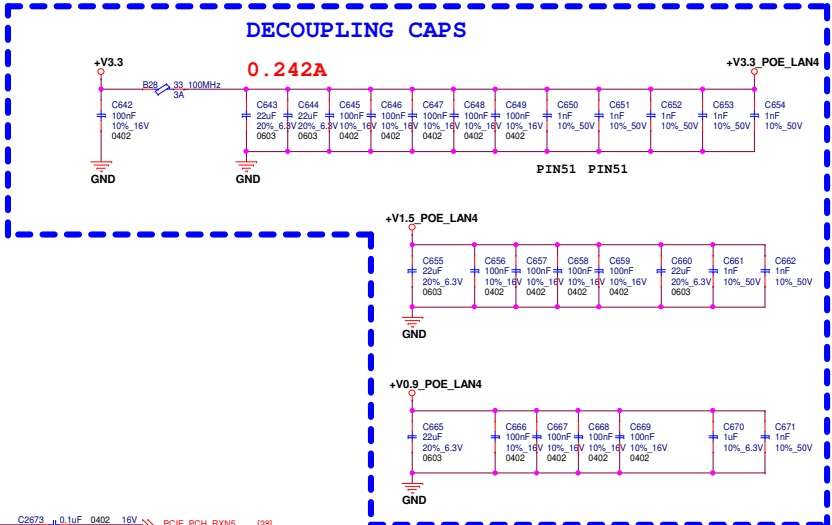 DECOUPLING CAPS
+V3.3
0.242A
+V3.3_POE_LAN4
B28 33_100MHz
3A
C642
100nF
10%_16V
0402
C643
22uF
20%_6.3V
0603
C644
22uF
20%_6.3V
0603
C645
100nF
10%_16V
0402
C646
100nF
10%_16V
0402
C647
100nF
10%_16V
0402
C648
100nF
10%_16V
0402
C649
100nF
10%_16V
0402
C650
1nF
10%_50V
C651
1nF
10%_50V
C652
1nF
10%_50V
C653
1nF
10%_50V
C654
1nF
10%_50V
GND
GND
PIN51 PIN51
+V1.5_POE_LAN4
C655
22uF
20%_6.3V
0603
C656
100nF
10%_16V
0402
C657
100nF
10%_16V
0402
C658
100nF
10%_16V
0402
C659
100nF
10%_16V
0402
C660
22uF
20%_6.3V
0603
C661
1nF
10%_50V
C662
1nF
10%_50V
GND
+V0.9_POE_LAN4
C665
22uF
20%_6.3V
0603
C666
100nF
10%_16V
0402
C667
100nF
10%_16V
0402
C668
100nF
10%_16V
0402
C669
100nF
10%_16V
0402
C670
1uF
10%_6.3V
C671
1nF
10%_50V
GND
C2673 0.1uF 0402 16V PCIE_PCH_RXN5 [28]